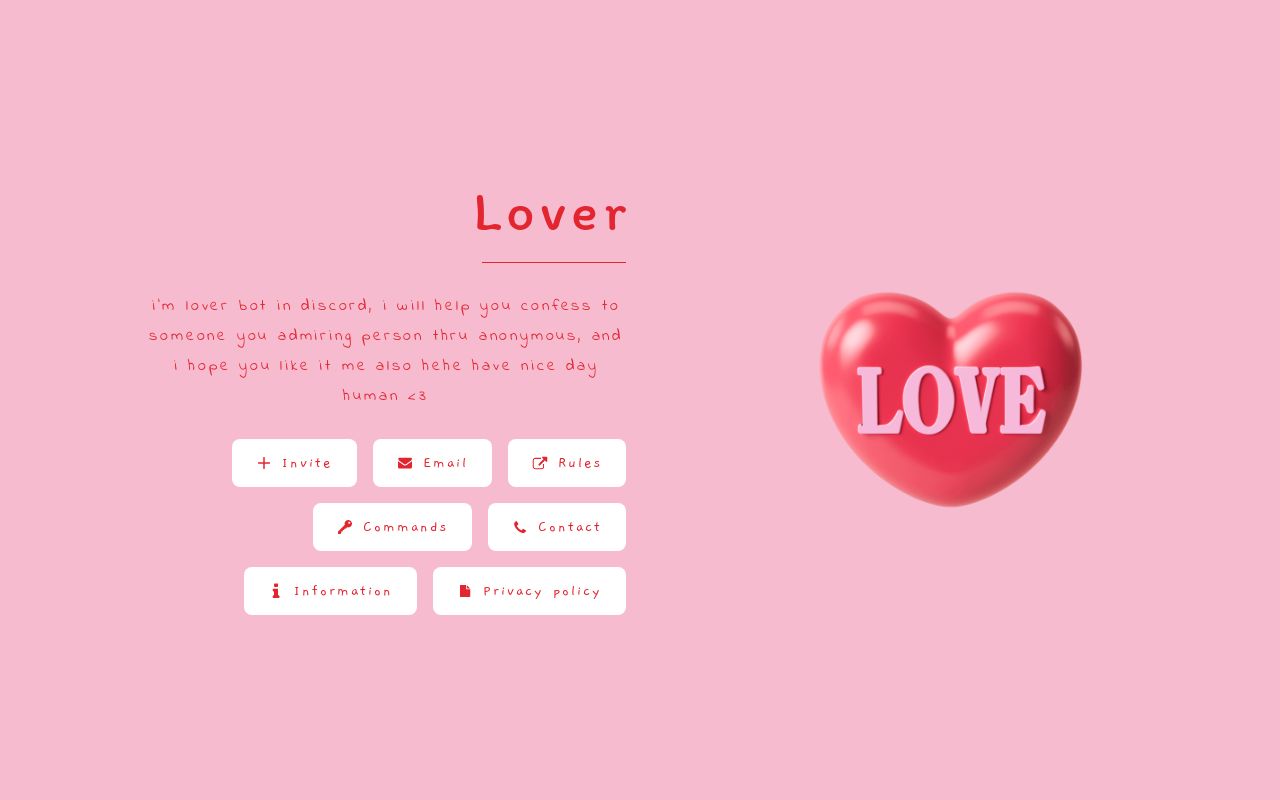 Lover
i'm lover bot in discord, i will help you confess to
someone you admiring person thru anonymous, and
i hope you like it me also hehe have nice day
human <3
Invite
Email
Rules
Commands
Contact
Information
Privacy policy
LOVE